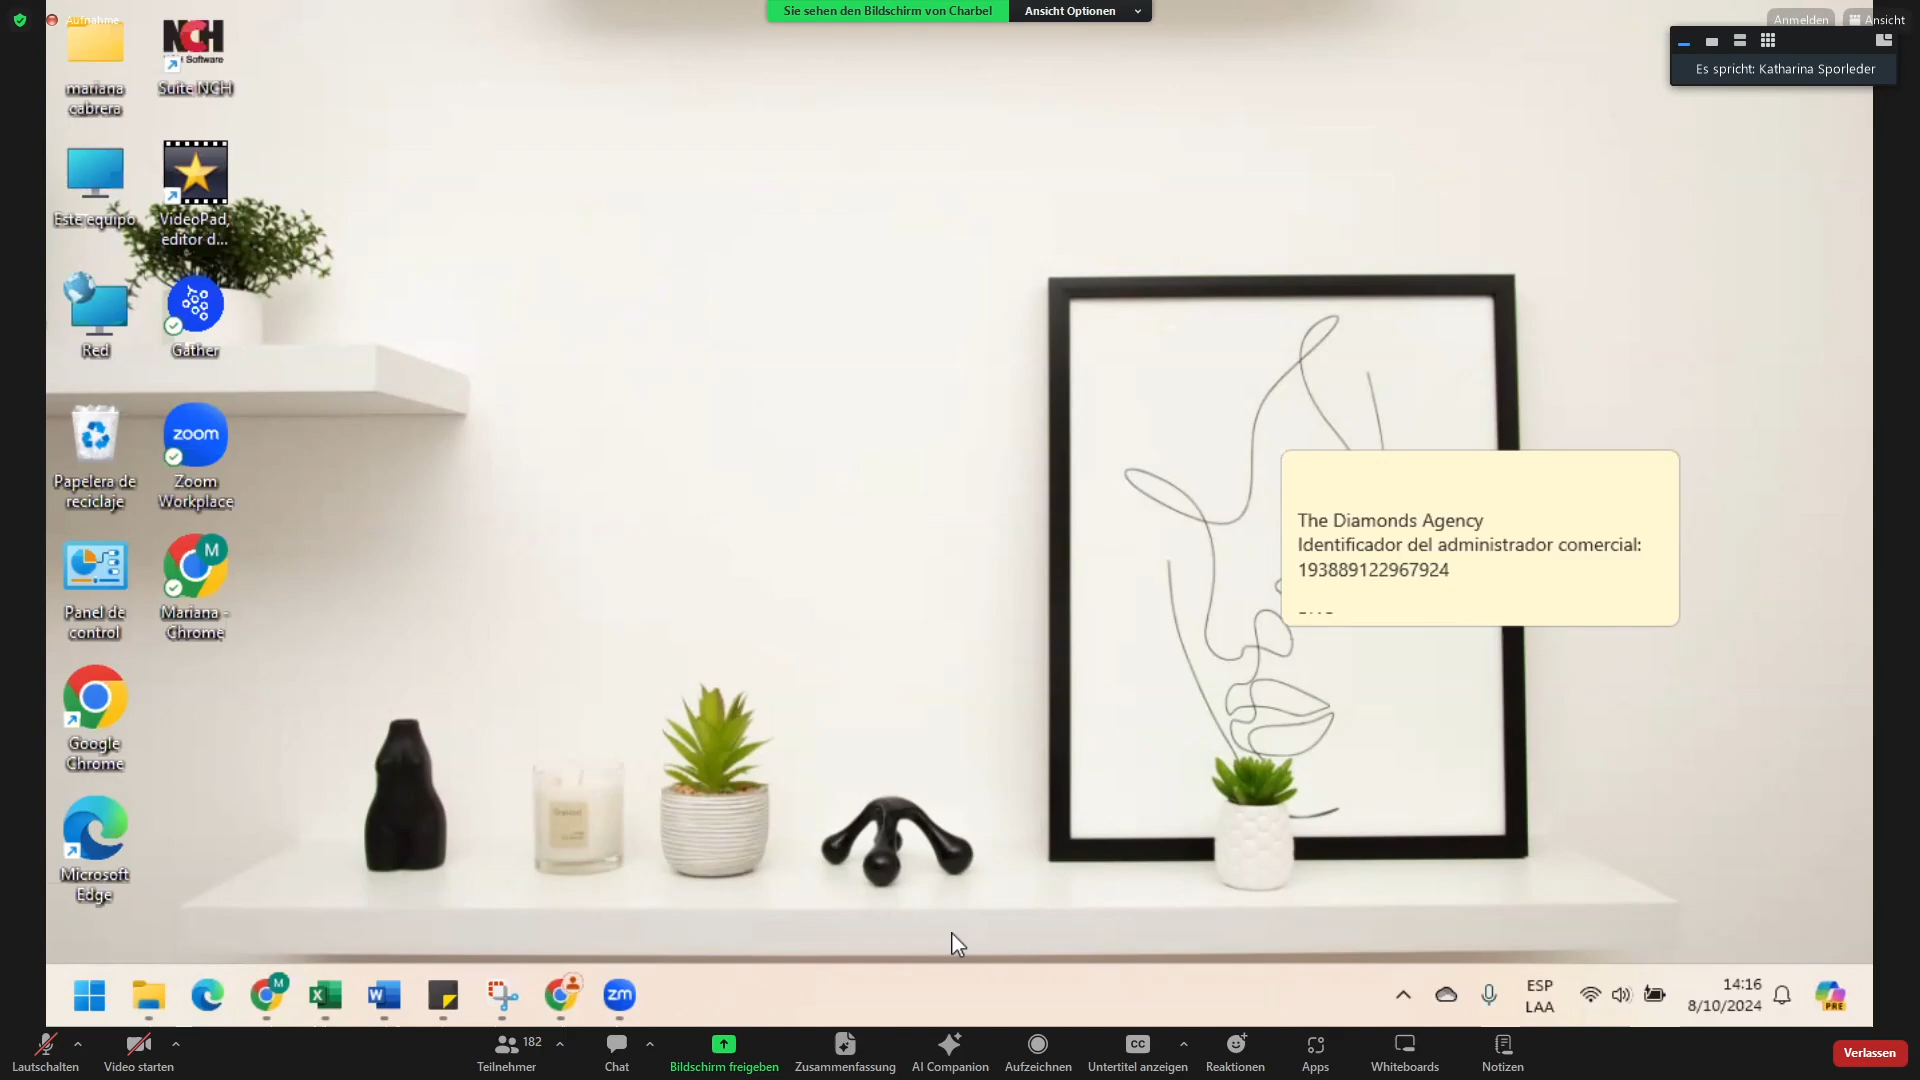 Aufnahme
Sie sehen den Bildschirm von Charbel
Ansicht Optionen
Anmelden
Ansicht
Es spricht: Katharina Sporleder
mariana
cabrera
NCH
NCH Software
Suite NCH
Este equipo
VideoPad,
editor d...
Red
Gather
zoom
Papelera de
reciclaje
Zoom
Workplace
M
Panel de
control
Mariana -
Chrome
Google
Chrome
Microsoft
Edge
The Diamonds Agency
Identificador del administrador comercial:
193889122967924
M
zm
ESP
LAA
14:16
8/10/2024
PRE
Lautschalten
Video starten
182
Teilnehmer
Chat
Bildschirm freigeben
Zusammenfassung
AI Companion
Aufzeichnen
CC
Untertitel anzeigen
Reaktionen
Apps
Whiteboards
Notizen
Verlassen